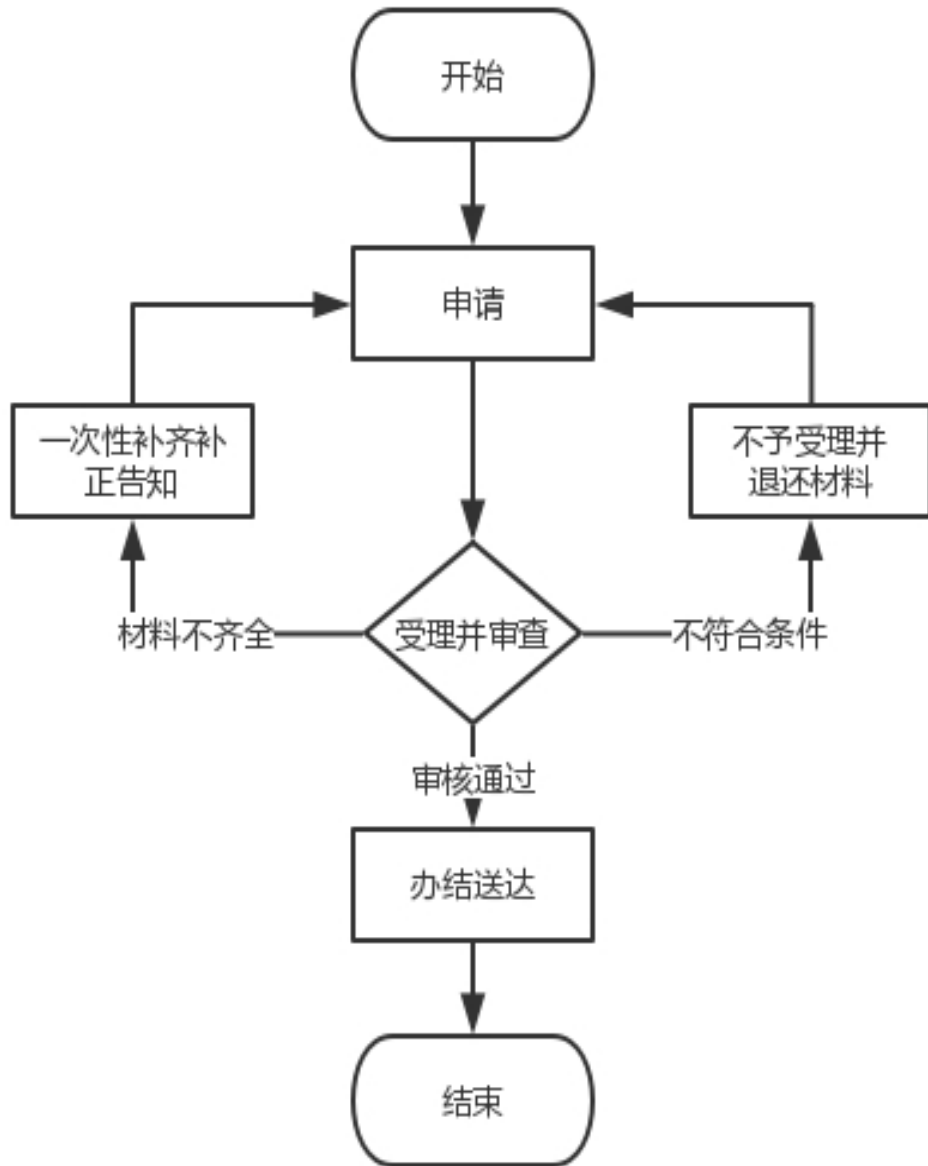 开始
申请
一次性补齐补
正告知
不予受理并
退还材料
材料不齐全
受理并审查
不符合条件
审核通过
办结送达
结束